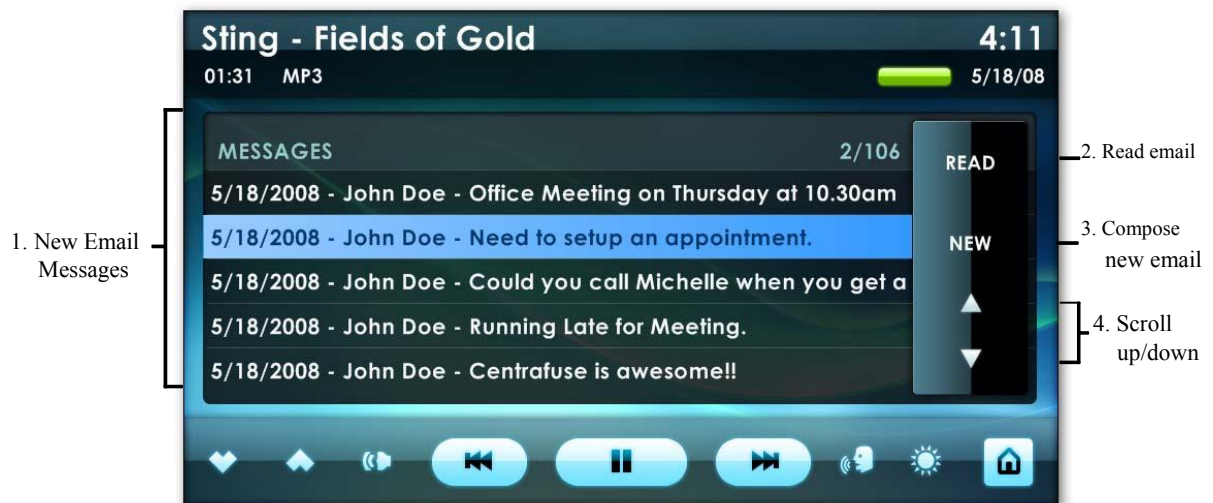 Sting - Fields of Gold
4:11
01:31 MP3
5/18/08
MESSAGES 2/106
5/18/2008 - John Doe - Office Meeting on Thursday at 10.30am
5/18/2008 - John Doe - Need to setup an appointment.
5/18/2008 - John Doe - Could you call Michelle when you get a
5/18/2008 - John Doe - Running Late for Meeting.
5/18/2008 - John Doe - Centrafuse is awesome!!
READ
NEW
1. New Email
Messages
2. Read email
3. Compose
new email
4. Scroll
up/down